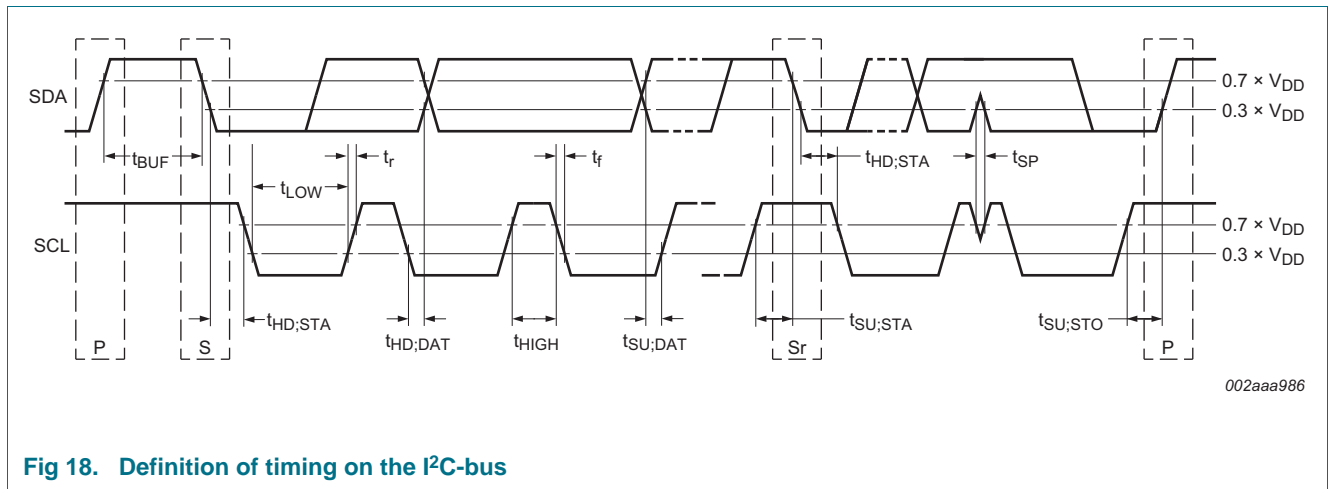 SDA
0.7 × VDD
0.3 × VDD
tBUF
tr
tf
tHD;STA
tSP
tLOW
SCL
0.7 × VDD
0.3 × VDD
tHD;STA
tHD;DAT
tHIGH
tSU;DAT
tSU;STA
tSU;STO
P
S
Sr
P
002aaa986
Fig 18. Definition of timing on the I²C-bus